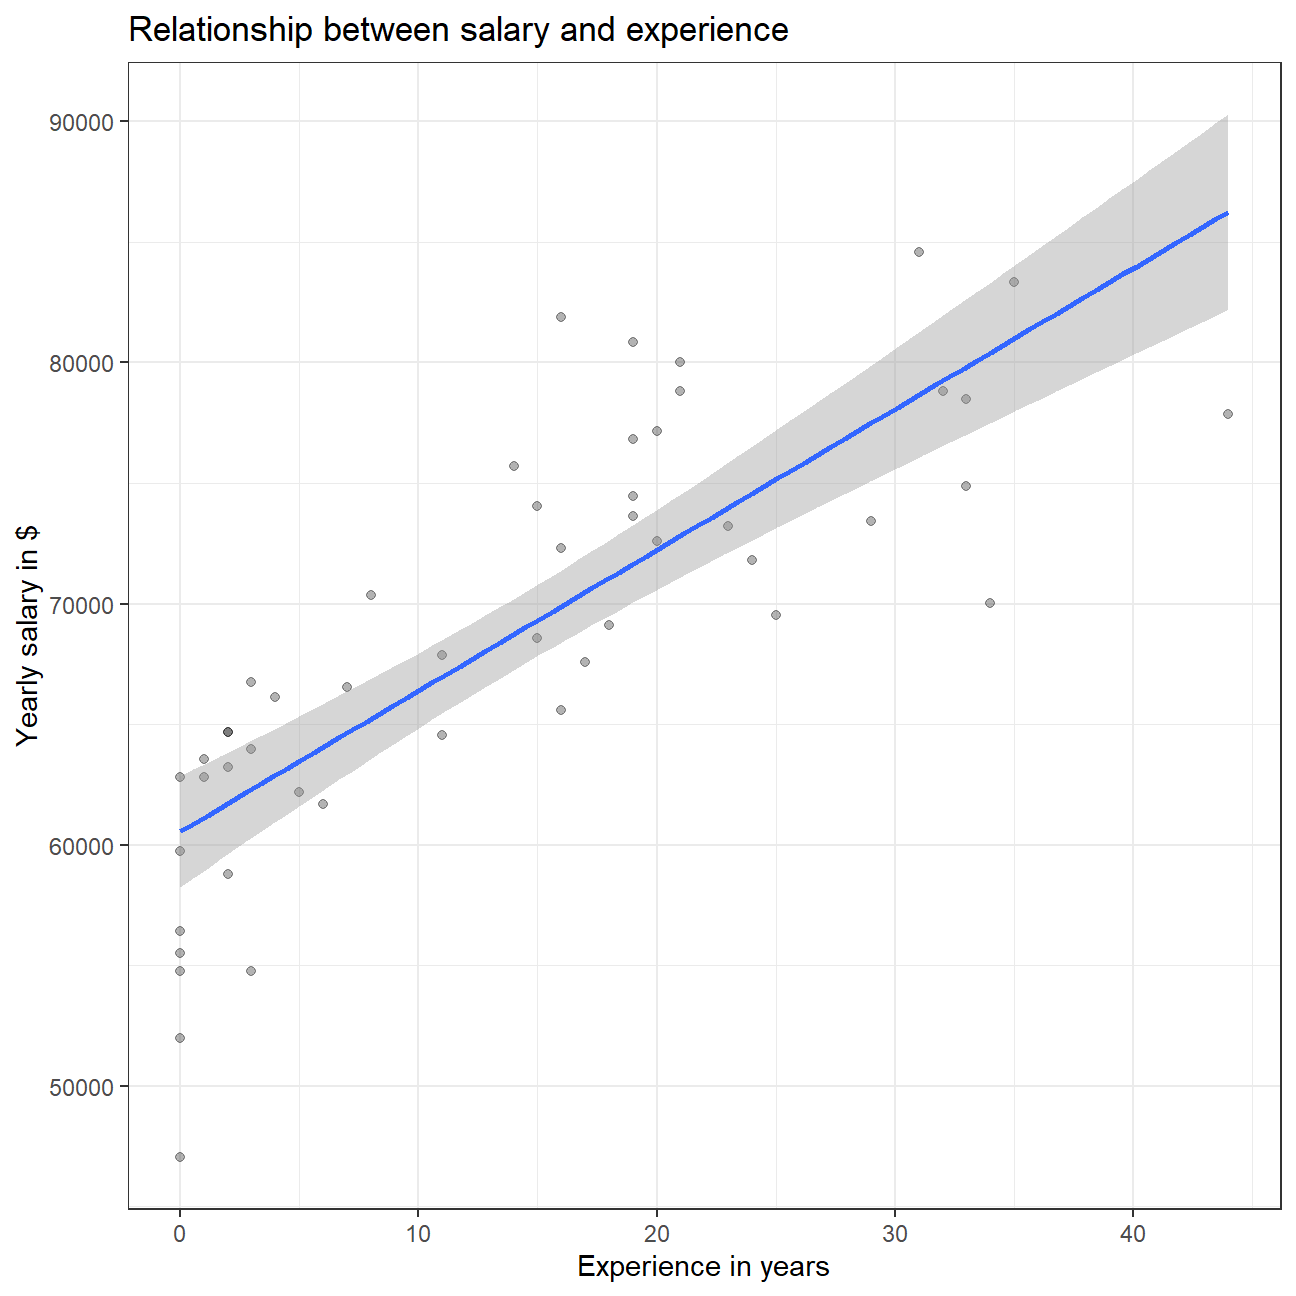 Relationship between salary and experience
90000
80000
70000
60000
50000
Yearly salary in $
0 10 20 30 40
Experience in years